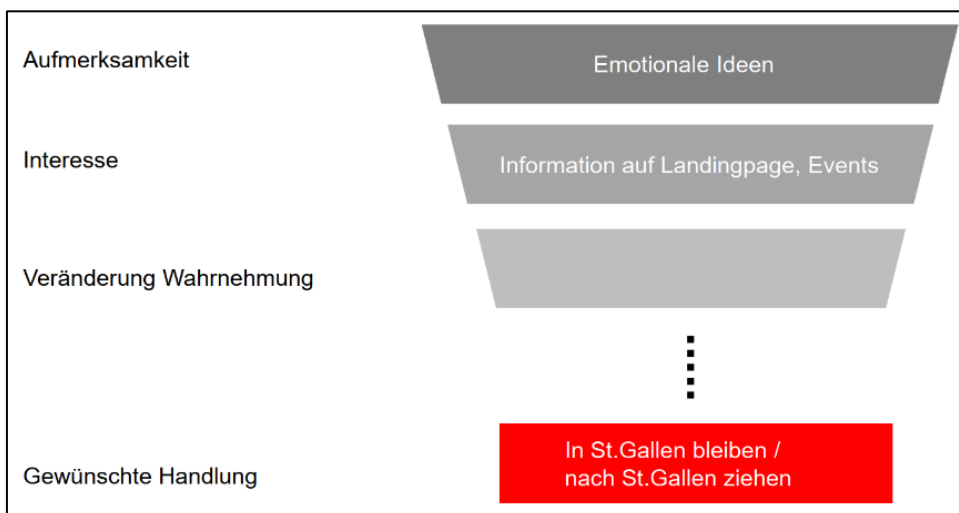 Aufmerksamkeit
Emotionale Ideen
Interesse
Information auf Landingpage, Events
Veränderung Wahrnehmung
Gewünschte Handlung
In St.Gallen bleiben /
nach St.Gallen ziehen